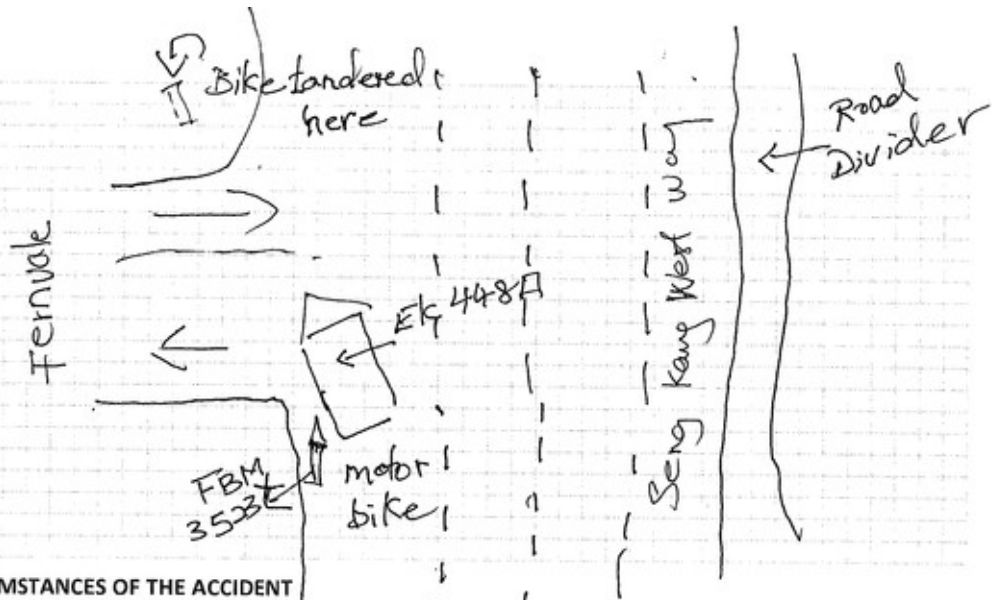 Bike tandered
here
Road
Divider
Seng Kang West Way
Fernvale
EG 448A
motor
bike
FBM
3523
MSTANCES OF THE ACCIDENT